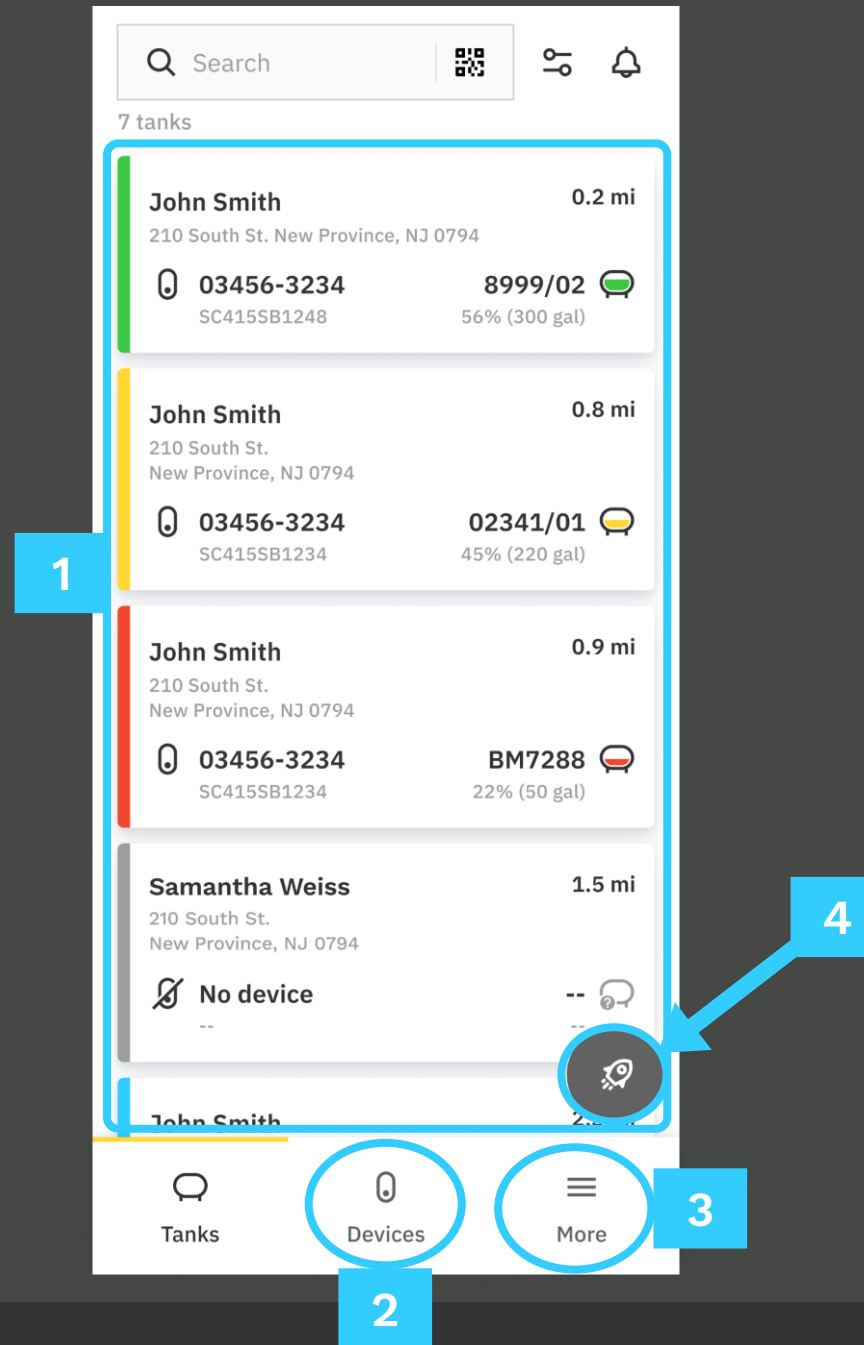 Search
7 tanks
John Smith
0.2 mi
210 South St. New Province, NJ 0794
03456-3234
8999/02
SC415SB1248
56% (300 gal)
John Smith
0.8 mi
210 South St.
New Province, NJ 0794
03456-3234
02341/01
SC415SB1234
45% (220 gal)
1
John Smith
0.9 mi
210 South St.
New Province, NJ 0794
03456-3234
BM7288
SC415SB1234
22% (50 gal)
Samantha Weiss
1.5 mi
210 South St.
New Province, NJ 0794
4
No device
--
?
--
--
John Smith
Tanks
Devices
More
3
2